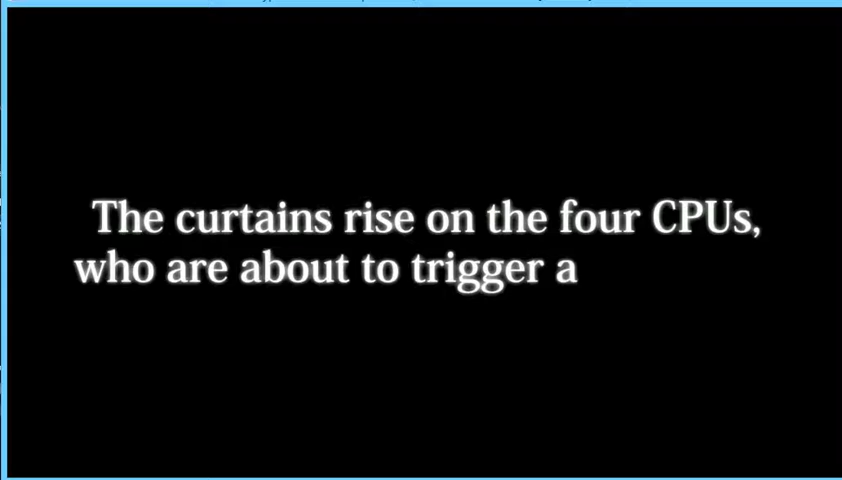 The curtains rise on the four CPUs,
who are about to trigger a